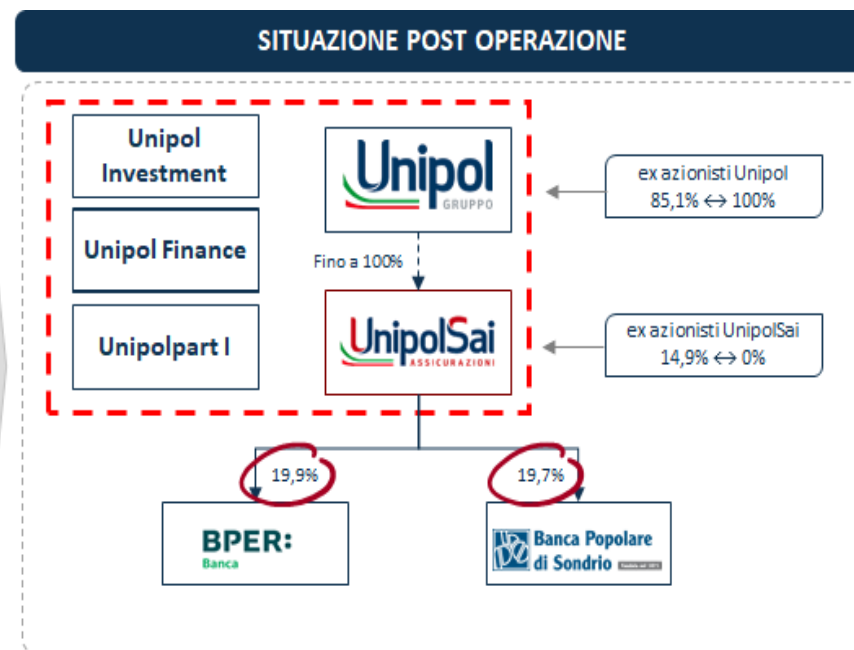 SITUAZIONE POST OPERAZIONE
Unipol
Investment
Unipol Finance
Unipolpart I
Unipol
GRUPPO
Fino a 100%
UnipolSai
ASSICURAZIONI
ex azionisti Unipol
85,1% ↔ 100%
ex azionisti UnipolSai
14,9% ↔ 0%
19,9%
19,7%
BPER:
Banca
Banca Popolare
di Sondrio